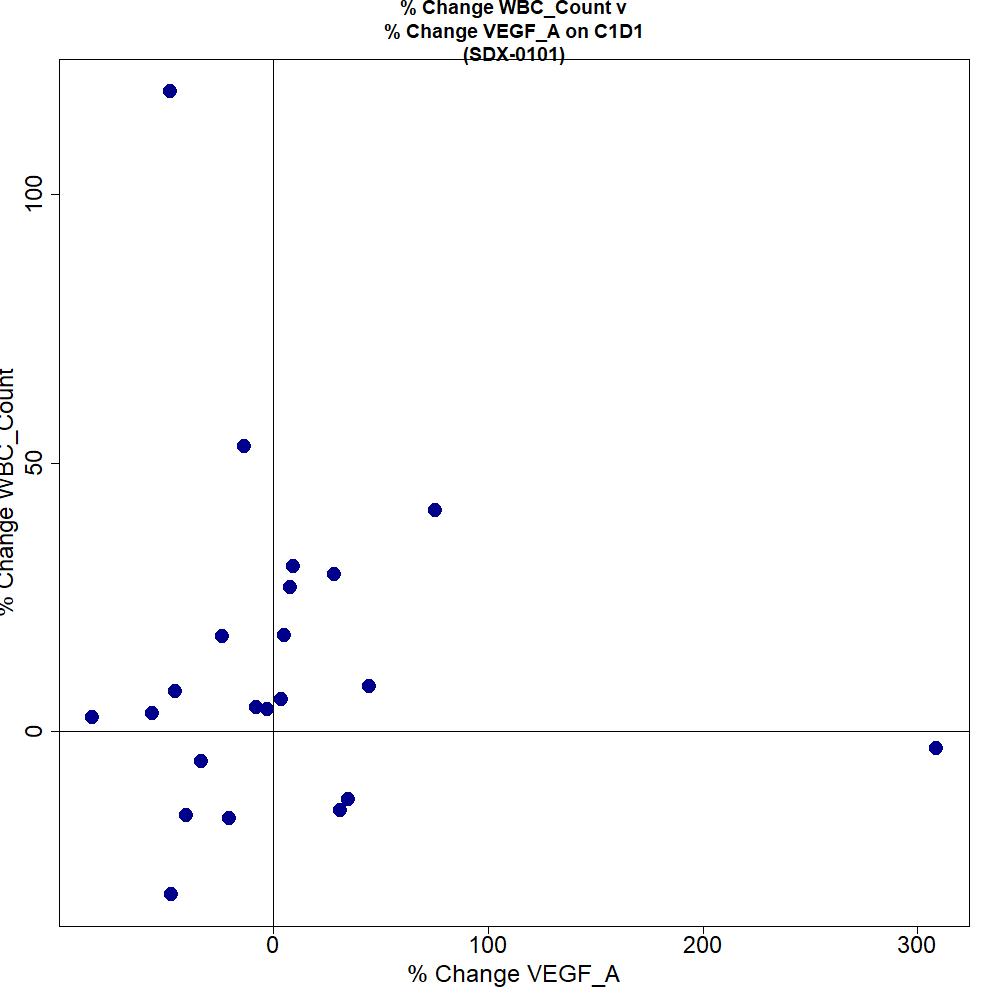 % Change WBC_Count v
% Change VEGF_A on C1D1
(SDX-0101)
% Change WBC_Count
100
50
0
0
100
200
300
% Change VEGF_A